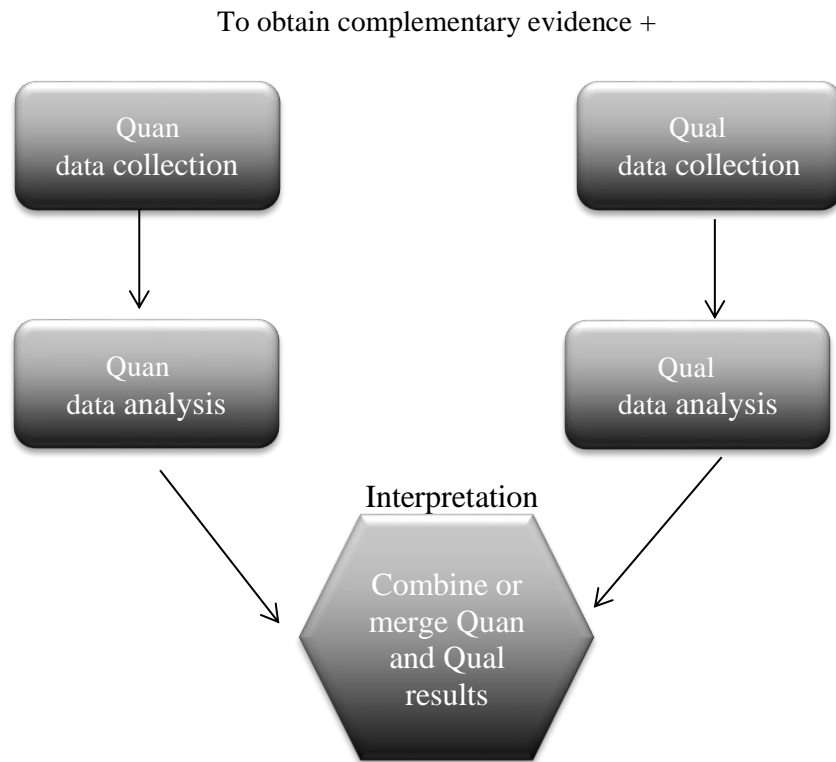 To obtain complementary evidence +
Quan
data collection
Qual
data collection
Quan
data analysis
Qual
data analysis
Interpretation
Combine or
merge Quan
and Qual
results